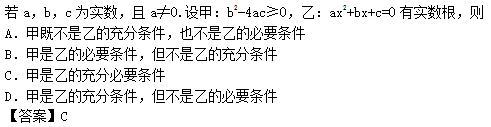 若a，b，c为实数，且a≠0.设甲：b²-4ac≥0，乙：ax²+bx+c=0有实数根，则
A．甲既不是乙的充分条件，也不是乙的必要条件
B．甲是乙的必要条件，但不是乙的充分条件
C．甲是乙的充分必要条件
D．甲是乙的充分条件，但不是乙的必要条件
【答案】C